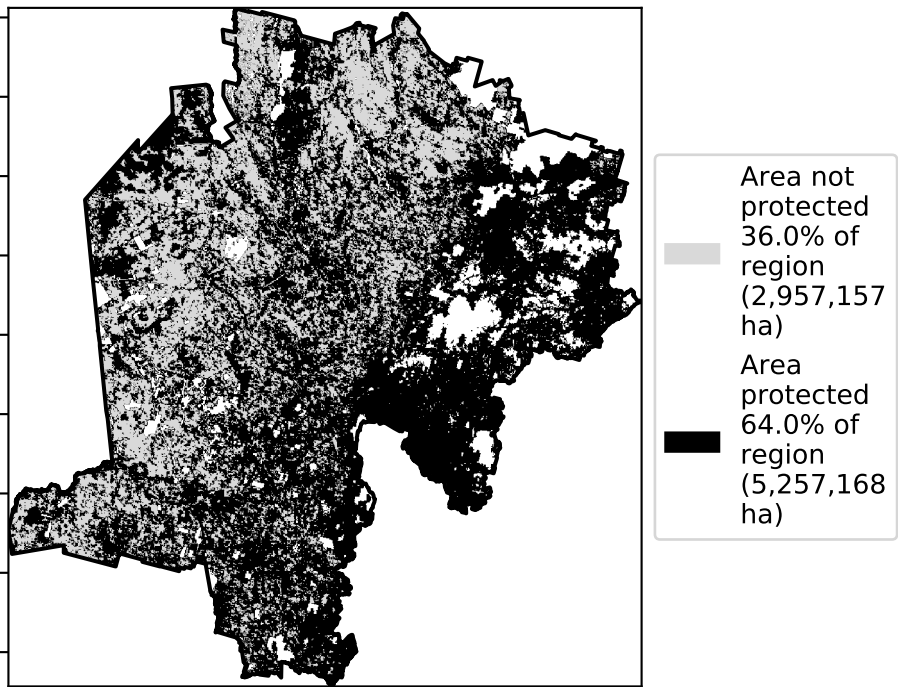 Area not
protected
36.0% of
region
(2,957,157
ha)
Area
protected
64.0% of
region
(5,257,168
ha)